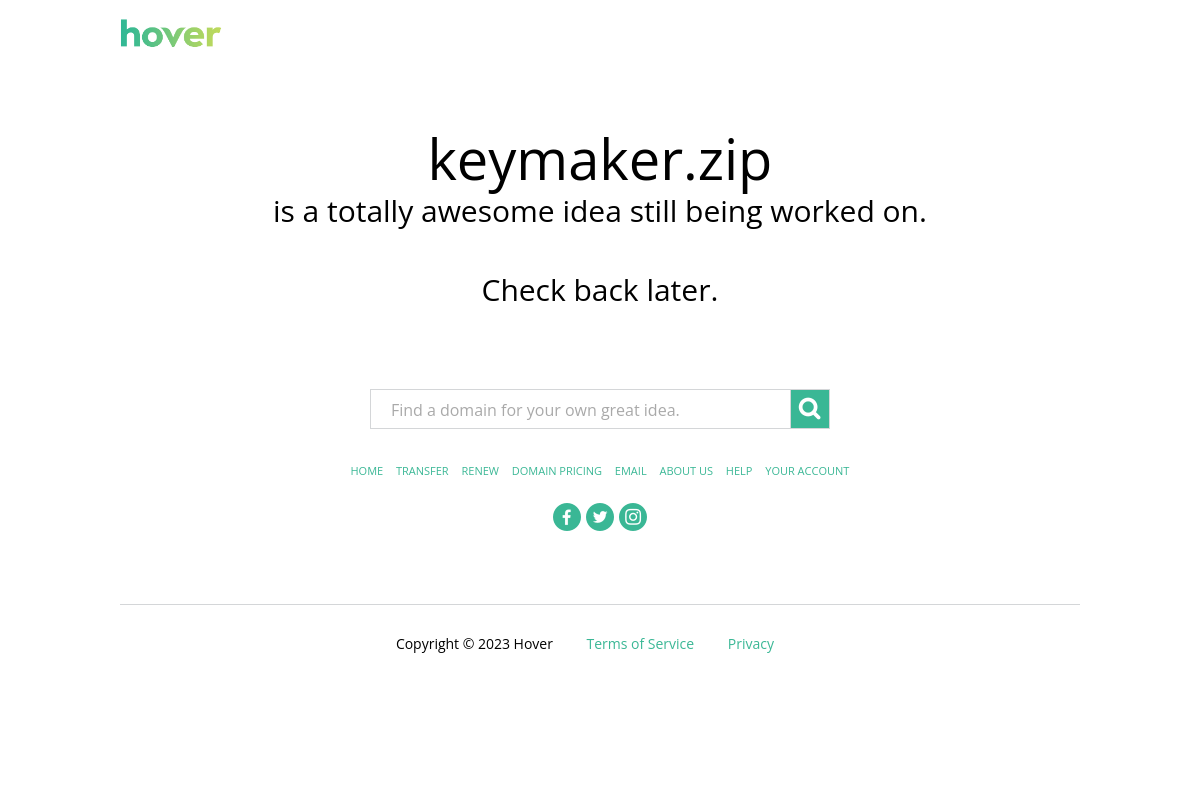 hover
keymaker.zip
is a totally awesome idea still being worked on.
Check back later.
Find a domain for your own great idea.
HOME TRANSFER RENEW DOMAIN PRICING EMAIL ABOUT US HELP YOUR ACCOUNT
Copyright © 2023 Hover Terms of Service Privacy